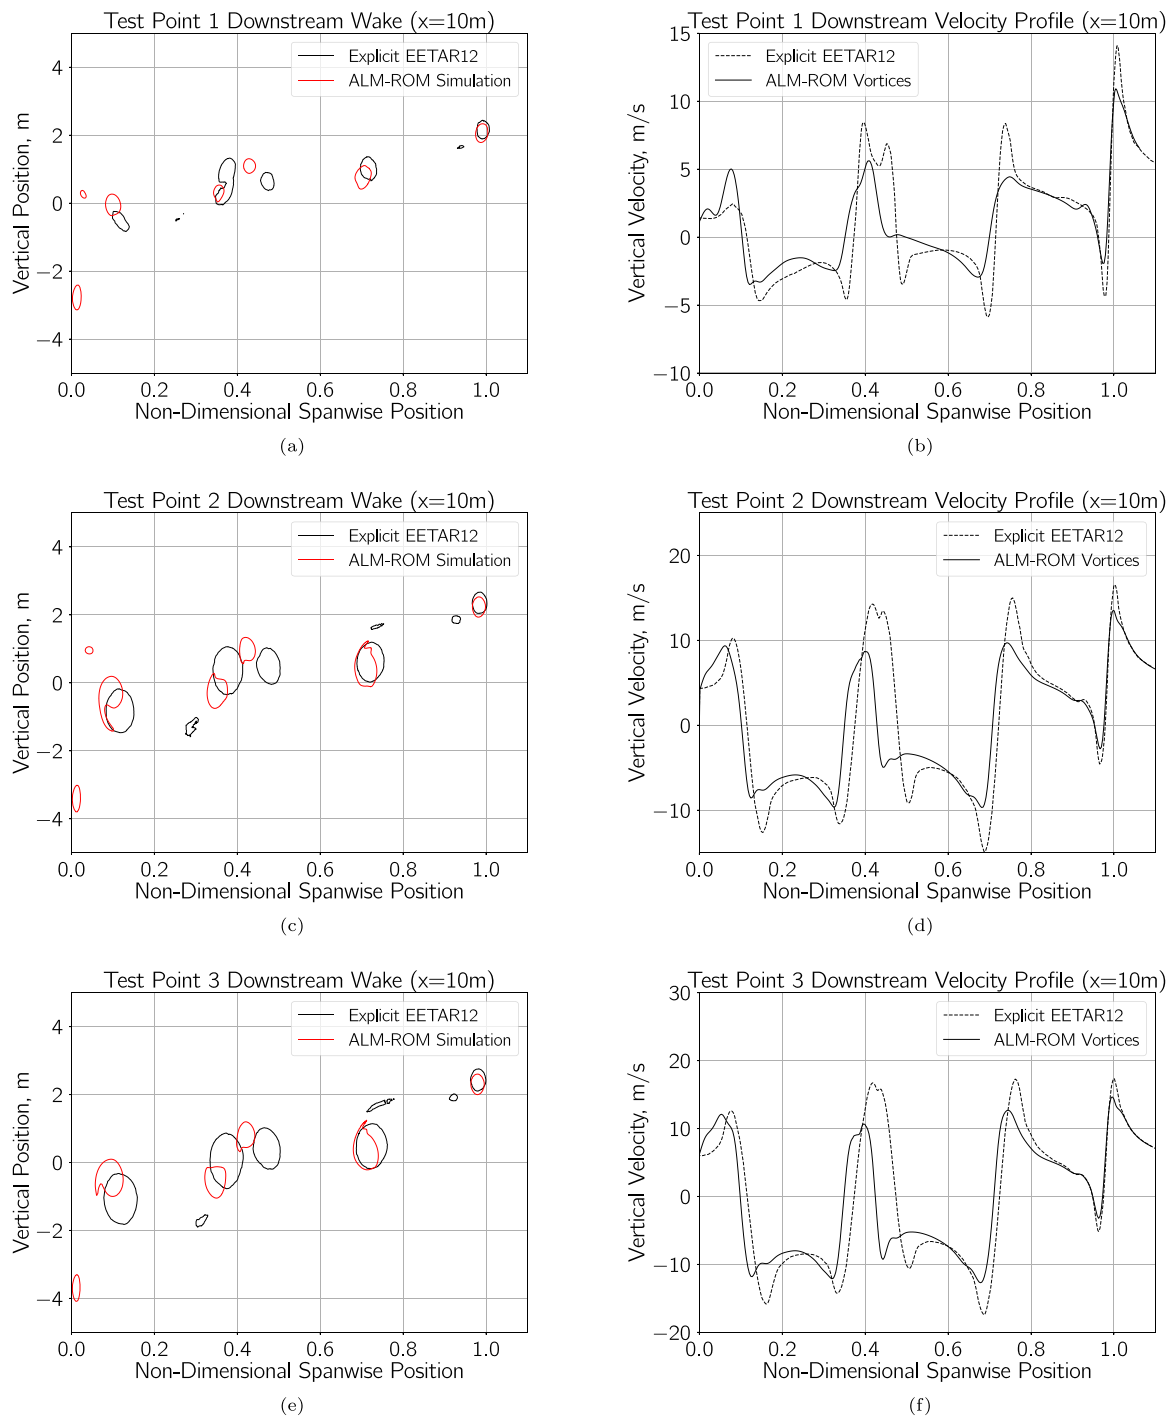 Test Point 1 Downstream Wake (x=10m)
Explicit EETAR12
ALM-ROM Simulation
Vertical Position, m
4
2
0
−2
−4
0.0 0.2 0.4 0.6 0.8 1.0
Non-Dimensional Spanwise Position
(a)
Test Point 1 Downstream Velocity Profile (x=10m)
Explicit EETAR12
ALM-ROM Vortices
Vertical Velocity, m/s
15
10
5
0
−5
−10
0.0 0.2 0.4 0.6 0.8 1.0
Non-Dimensional Spanwise Position
(b)
Test Point 2 Downstream Wake (x=10m)
Explicit EETAR12
ALM-ROM Simulation
Vertical Position, m
4
2
0
−2
−4
0.0 0.2 0.4 0.6 0.8 1.0
Non-Dimensional Spanwise Position
(c)
Test Point 2 Downstream Velocity Profile (x=10m)
Explicit EETAR12
ALM-ROM Vortices
Vertical Velocity, m/s
20
10
0
−10
0.0 0.2 0.4 0.6 0.8 1.0
Non-Dimensional Spanwise Position
(d)
Test Point 3 Downstream Wake (x=10m)
Explicit EETAR12
ALM-ROM Simulation
Vertical Position, m
4
2
0
−2
−4
0.0 0.2 0.4 0.6 0.8 1.0
Non-Dimensional Spanwise Position
(e)
Test Point 3 Downstream Velocity Profile (x=10m)
Explicit EETAR12
ALM-ROM Vortices
Vertical Velocity, m/s
30
20
10
0
−10
−20
0.0 0.2 0.4 0.6 0.8 1.0
Non-Dimensional Spanwise Position
(f)